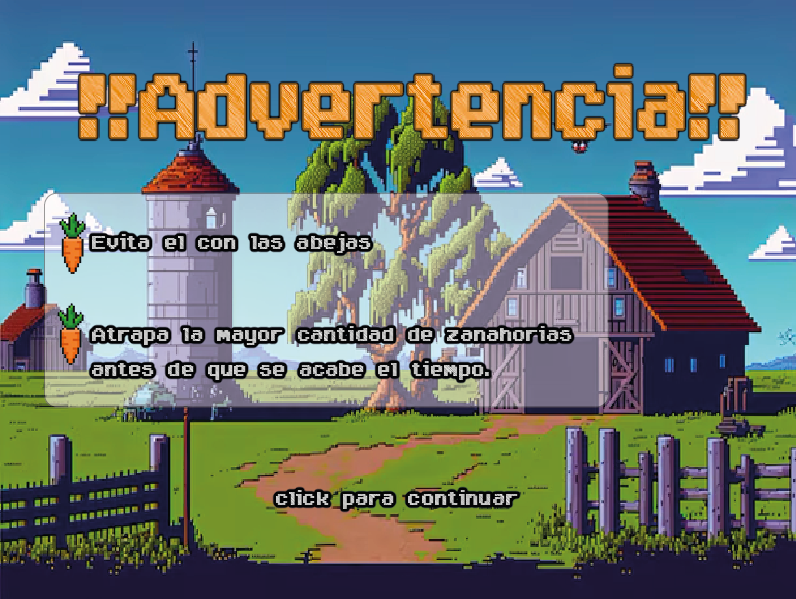 !!Advertencia!!
Evita el con las abejas
Atrapa la mayor cantidad de zanahorias
antes de que se acabe el tiempo.
click para continuar